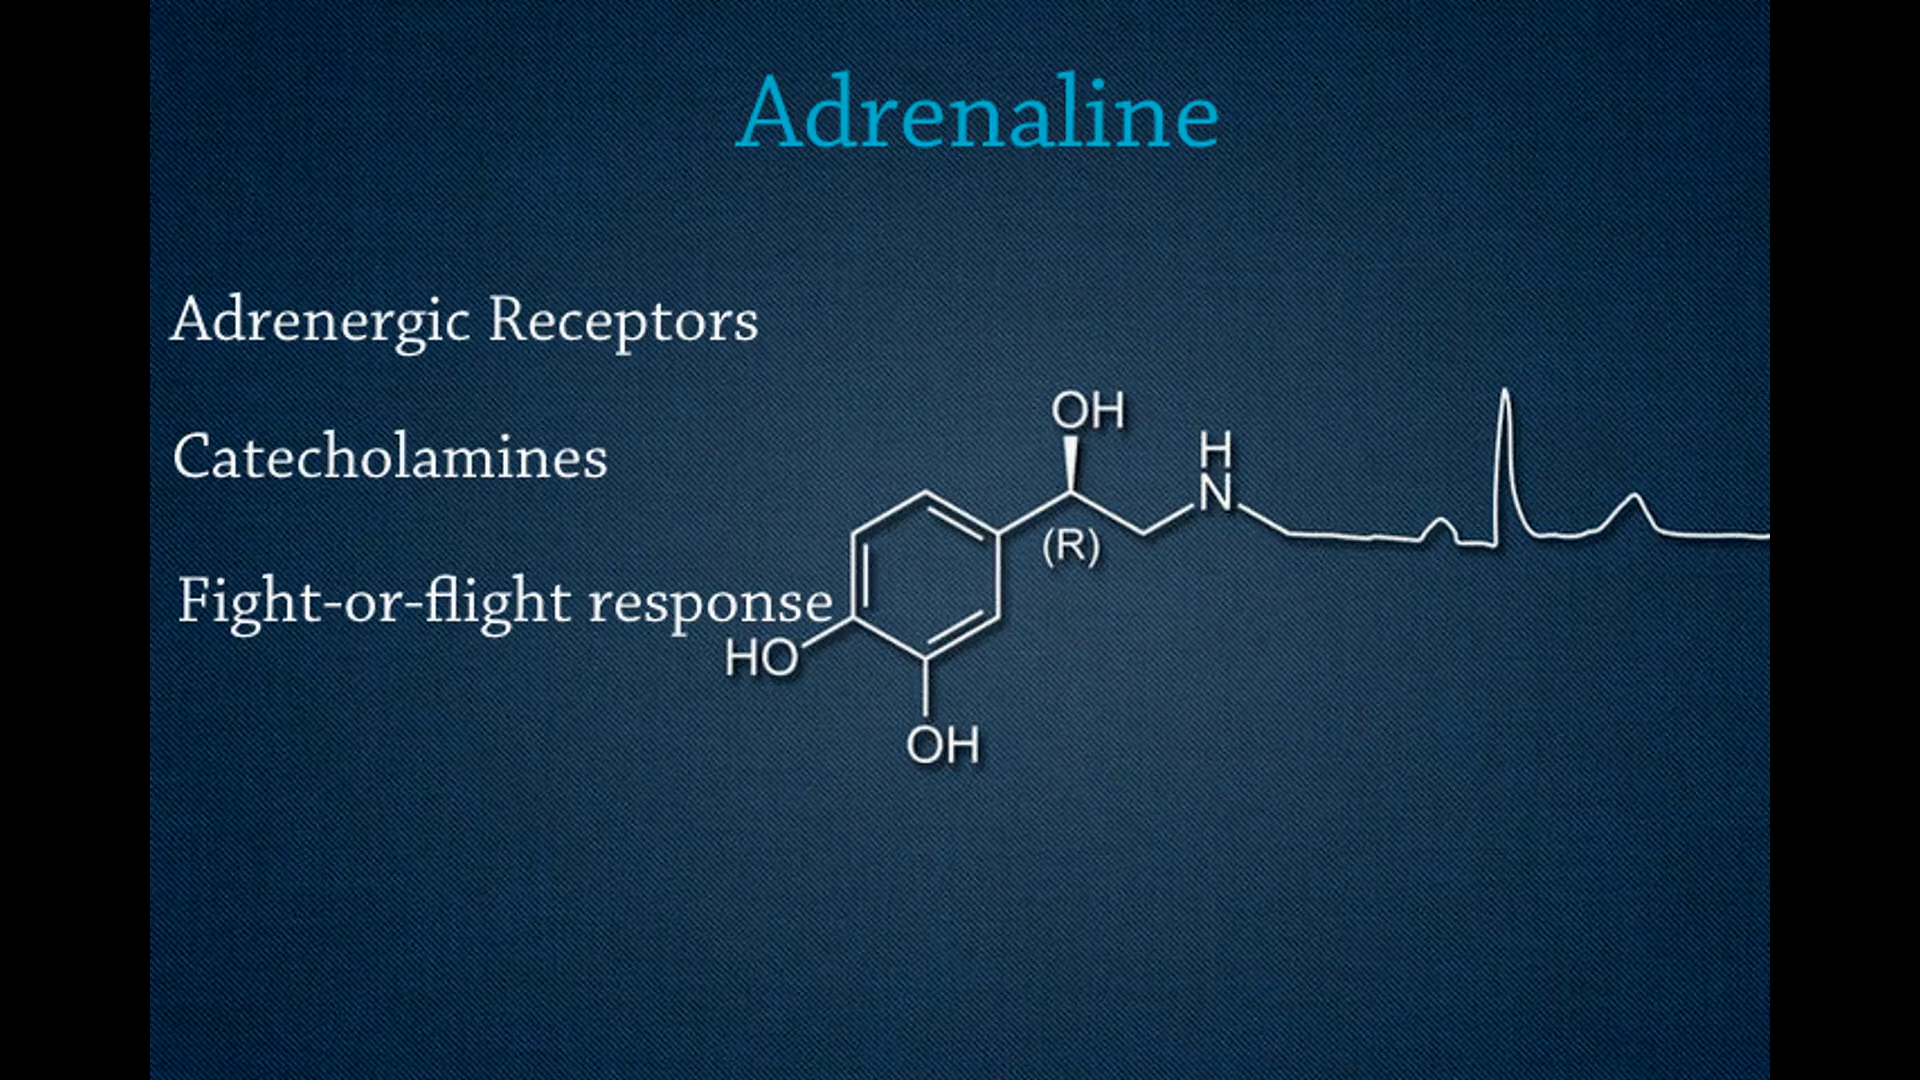 Adrenaline
Adrenergic Receptors
Catecholamines
Fight-or-flight response
OH
H
N
(R)
HO
OH